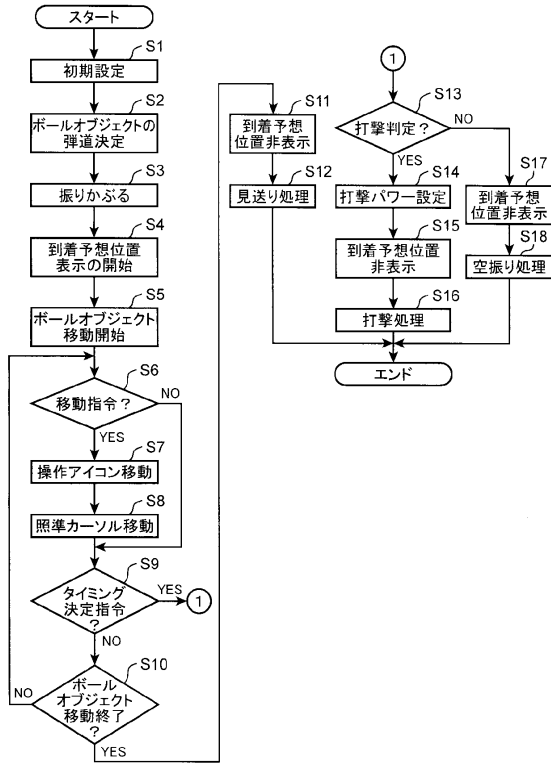 スタート
S1
初期設定
S2
ボールオブジェクトの
弾道決定
S3
振りかぶる
S4
到着予想位置
表示の開始
S5
ボールオブジェクト
移動開始
S6
移動指令?
NO
YES
S7
操作アイコン移動
S8
照準カーソル移動
S9
タイミング
決定指令
?
YES
1
NO
S10
ボール
オブジェクト
移動終了
?
NO
YES
S11
到着予想
位置非表示
S12
見送り処理
1
S13
打撃判定?
NO
YES
S14
打撃パワー設定
S15
到着予想位置
非表示
S16
打撃処理
S17
到着予想
位置非表示
S18
空振り処理
エンド